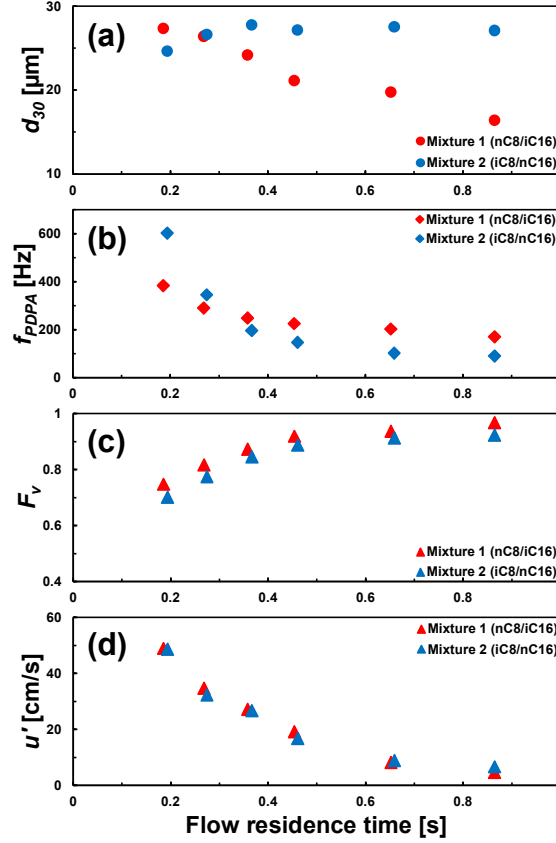 30
(a)
20
d30 [μm]
Mixture 1 (nC8/iC16)
Mixture 2 (iC8/nC16)
10
0 0.2 0.4 0.6 0.8
(b)
Mixture 1 (nC8/iC16)
Mixture 2 (iC8/nC16)
600
400
fPDPA [Hz]
200
0
0 0.2 0.4 0.6 0.8
1
(c)
0.8
Fv
0.6
Mixture 1 (nC8/iC16)
Mixture 2 (iC8/nC16)
0.4
0 0.2 0.4 0.6 0.8
60
(d)
Mixture 1 (nC8/iC16)
Mixture 2 (iC8/nC16)
40
u' [cm/s]
20
0
0 0.2 0.4 0.6 0.8
Flow residence time [s]